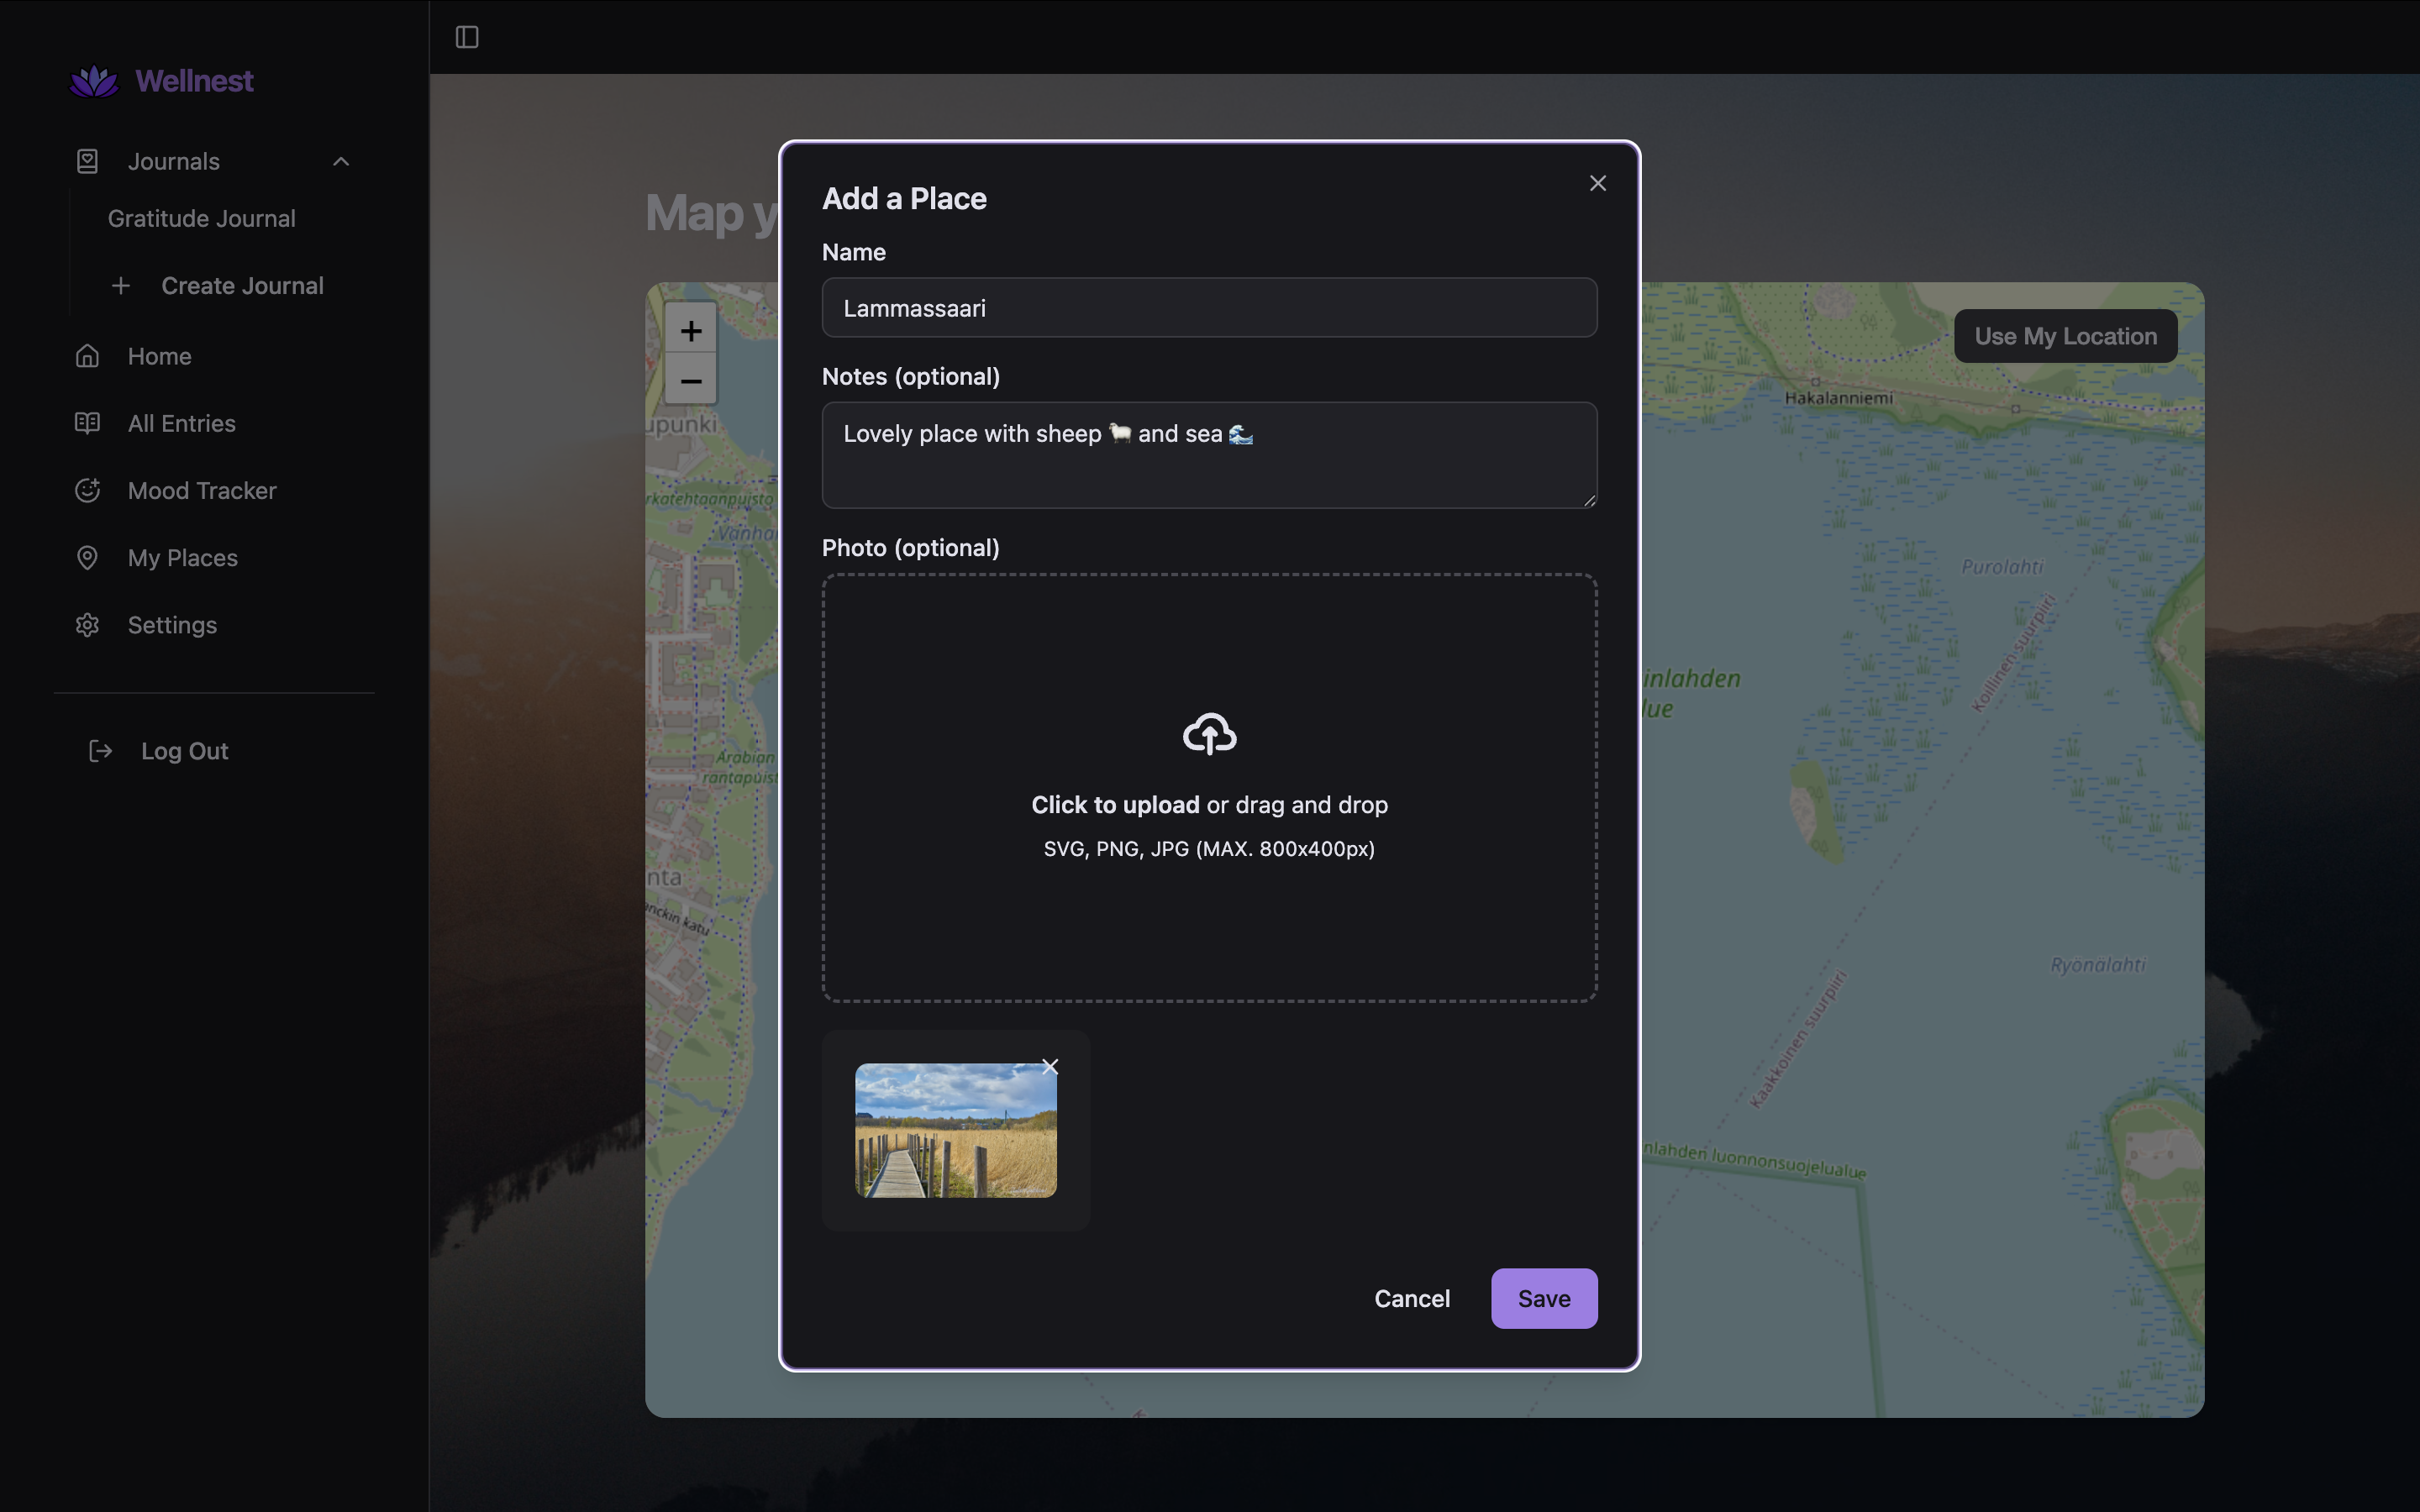 Wellnest
Journals
Gratitude Journal
Create Journal
Home
All Entries
Mood Tracker
My Places
Settings
Log Out
Map y
Use My Location
Add a Place
Name
Lammassaari
Notes (optional)
Lovely place with sheep 🐑 and sea 🌊
Photo (optional)
Click to upload or drag and drop
SVG, PNG, JPG (MAX. 800x400px)
Cancel
Save
+
−
upunki
rkotehtaanpuisto
Vanha
Arabian
rantapuist
nta
anckin katu
Hakalanniemi
Purolahti
Koillinen suurpiiri
inlahden
lue
Ryönälahti
Kaakkoinen suurpiiri
nlahden luonnonsuojelualue